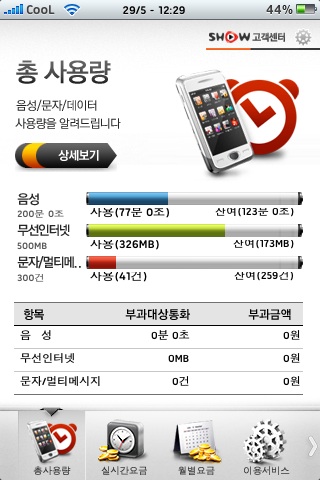 CooL 29/5 - 12:29 44%
SHOW 고객센터
총 사용량
음성/문자/데이터
사용량을 알려드립니다
상세보기
음성
200분 0조
사용(77분 0조) 잔여(123분 0조)
무선인터넷
500MB
사용(326MB) 잔여(173MB)
문자/멀티메..
300건
사용(41건) 잔여(259건)
항목 부과대상통화 부과금액
음 성 0분 0초 0원
무선인터넷 0MB 0원
문자/멀티메시지 0건 0원
총사용량 실시간요금 월별요금 이용서비스